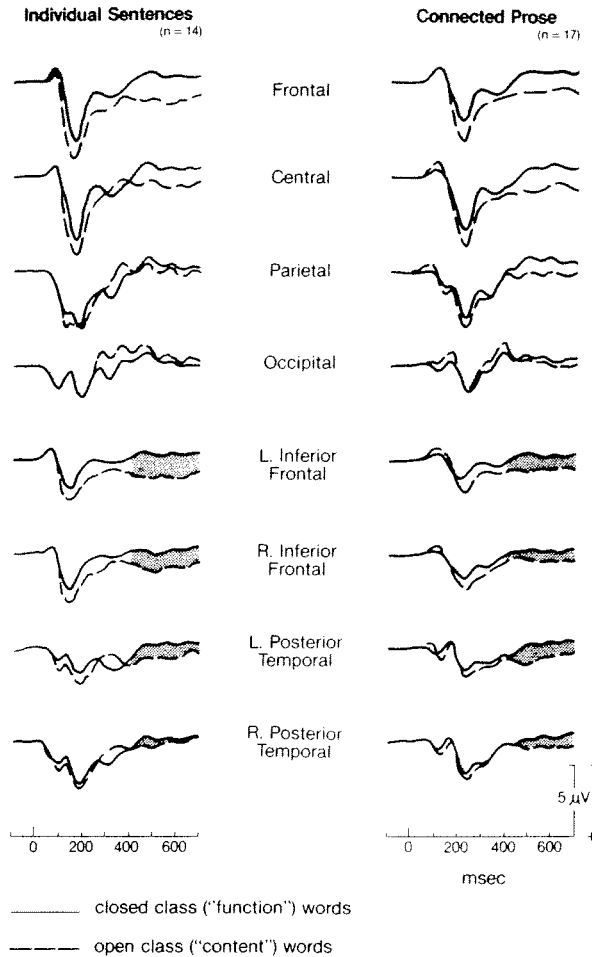 Individual Sentences
(n = 14)
Connected Prose
(n = 17)
Frontal
Central
Parietal
Occipital
L. Inferior
Frontal
R. Inferior
Frontal
L. Posterior
Temporal
R. Posterior
Temporal
5 µV
+
0 200 400 600
0 200 400 600
msec
closed class ("function") words
open class ("content") words